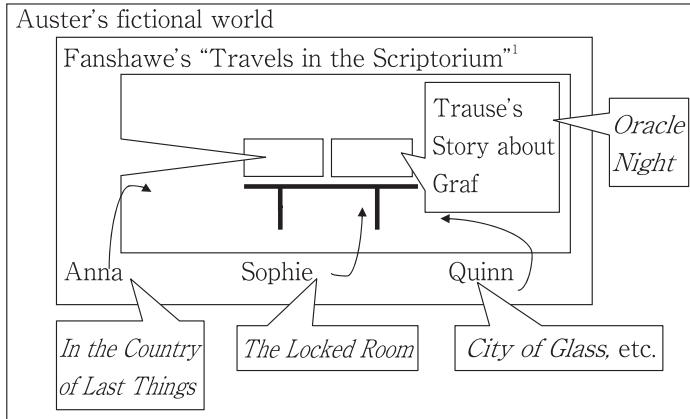 Auster's fictional world
Fanshawe's “Travels in the Scriptorium”1
Trause's
Story about
Graf
Oracle
Night
Anna
Sophie
Quinn
In the Country
of Last Things
The Locked Room
City of Glass, etc.